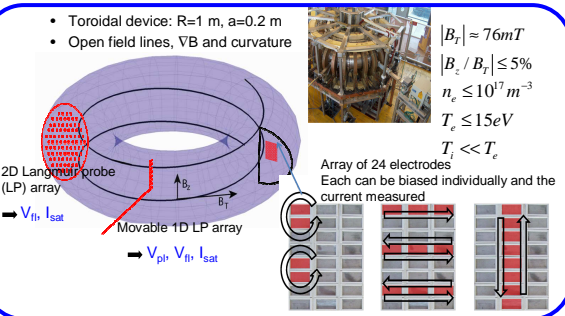 • Toroidal device: R=1 m, a=0.2 m
• Open field lines, ∇B and curvature
|B_T| ≈ 76mT
|B_z / B_T| ≤ 5%
n_e ≤ 10^17 m^-3
T_e ≤ 15eV
T_i << T_e
2D Langmuir probe
(LP) array
➡ V_fl, I_sat
B_z
B_T
Movable 1D LP array
➡ V_pl, V_fl, I_sat
Array of 24 electrodes
Each can be biased individually and the
current measured